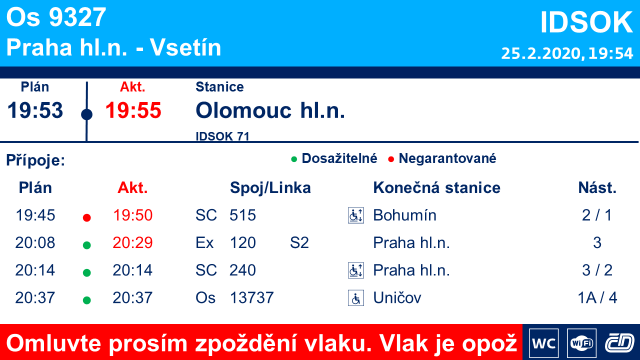 Os 9327
IDSOK
Praha hl.n. - Vsetín
25.2.2020, 19:54
Plán Akt. Stanice
19:53 19:55 Olomouc hl.n.
IDSOK 71
Přípoje: ● Dosažitelné ● Negarantované
Plán Akt. Spoj/Linka Konečná stanice Nást.
19:45 ● 19:50 SC 515 Bohumín 2 / 1
20:08 ● 20:29 Ex 120 S2 Praha hl.n. 3
20:14 ● 20:14 SC 240 Praha hl.n. 3 / 2
20:37 ● 20:37 Os 13737 Uničov 1A / 4
Omluvte prosím zpoždění vlaku. Vlak je opož WC WiFi ČD